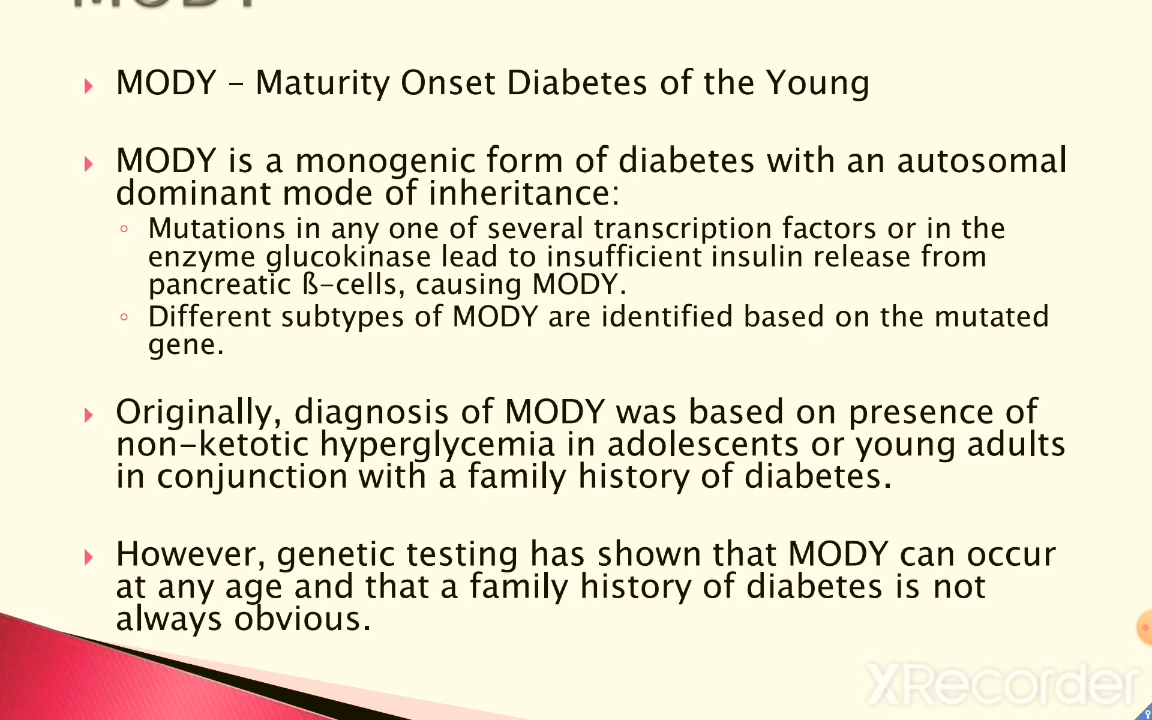 MODY
MODY – Maturity Onset Diabetes of the Young
MODY is a monogenic form of diabetes with an autosomal
dominant mode of inheritance:
Mutations in any one of several transcription factors or in the
enzyme glucokinase lead to insufficient insulin release from
pancreatic ß-cells, causing MODY.
Different subtypes of MODY are identified based on the mutated
gene.
Originally, diagnosis of MODY was based on presence of
non-ketotic hyperglycemia in adolescents or young adults
in conjunction with a family history of diabetes.
However, genetic testing has shown that MODY can occur
at any age and that a family history of diabetes is not
always obvious.
XRecorder